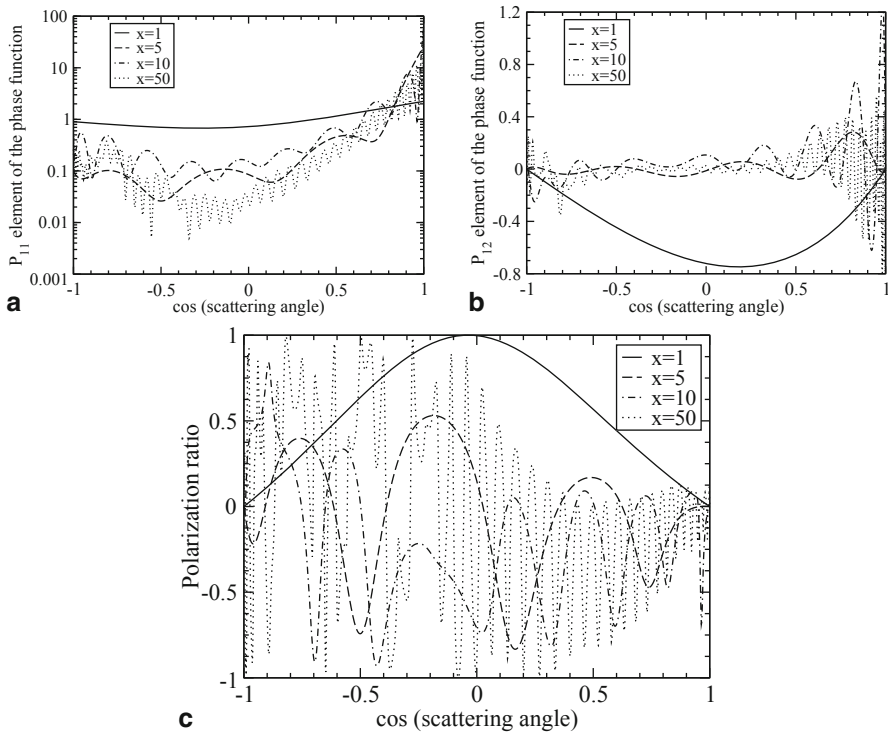 P11 element of the phase function
100
10
1
0.1
0.01
0.001
x=1
x=5
x=10
x=50
-1
-0.5
0
0.5
1
cos (scattering angle)
a
P12 element of the phase function
1.2
0.8
0.4
0
-0.4
-0.8
x=1
x=5
x=10
x=50
-1
-0.5
0
0.5
1
cos (scattering angle)
b
Polarization ratio
1
0.5
0
-0.5
-1
x=1
x=5
x=10
x=50
-1
-0.5
0
0.5
1
cos (scattering angle)
c